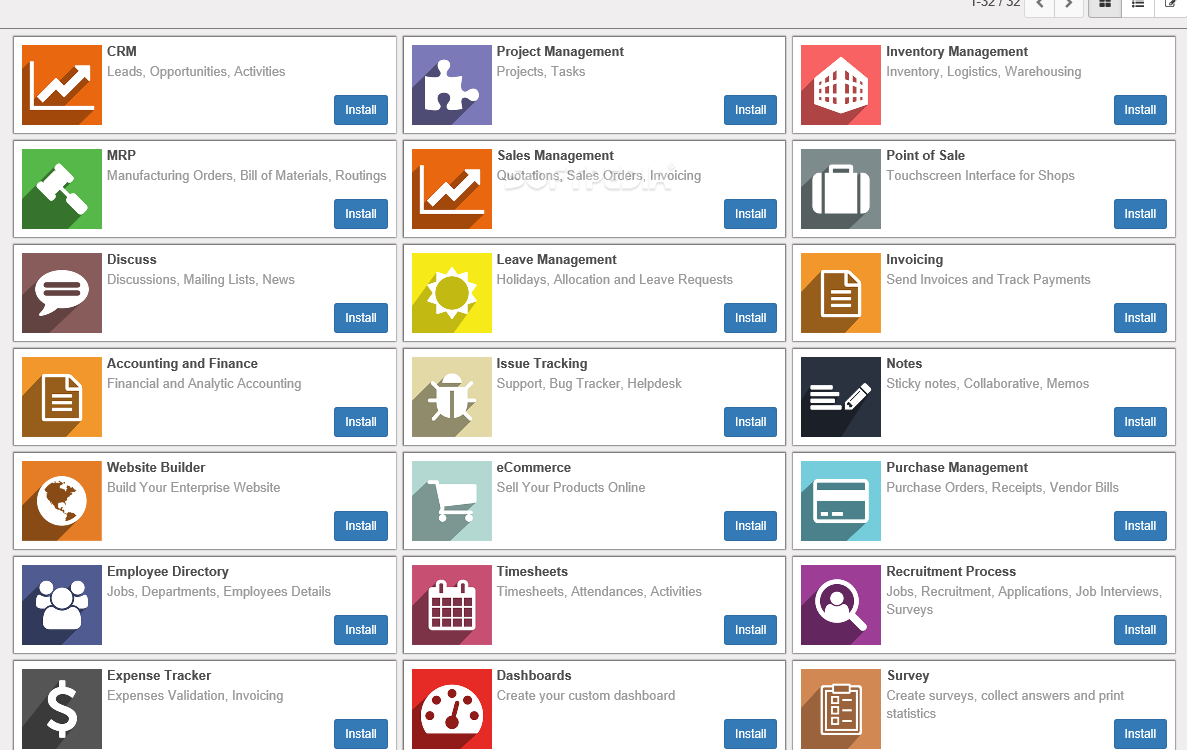 1-32 / 32
CRM
Leads, Opportunities, Activities
Install
Project Management
Projects, Tasks
Install
Inventory Management
Inventory, Logistics, Warehousing
Install
MRP
Manufacturing Orders, Bill of Materials, Routings
Install
Sales Management
Quotations, Sales Orders, Invoicing
SOFTPEDIA
Install
Point of Sale
Touchscreen Interface for Shops
Install
Discuss
Discussions, Mailing Lists, News
Install
Leave Management
Holidays, Allocation and Leave Requests
Install
Invoicing
Send Invoices and Track Payments
Install
Accounting and Finance
Financial and Analytic Accounting
Install
Issue Tracking
Support, Bug Tracker, Helpdesk
Install
Notes
Sticky notes, Collaborative, Memos
Install
Website Builder
Build Your Enterprise Website
Install
eCommerce
Sell Your Products Online
Install
Purchase Management
Purchase Orders, Receipts, Vendor Bills
Install
Employee Directory
Jobs, Departments, Employees Details
Install
Timesheets
Timesheets, Attendances, Activities
Install
Recruitment Process
Jobs, Recruitment, Applications, Job Interviews,
Surveys
Install
Expense Tracker
Expenses Validation, Invoicing
Install
Dashboards
Create your custom dashboard
Install
Survey
Create surveys, collect answers and print
statistics
Install